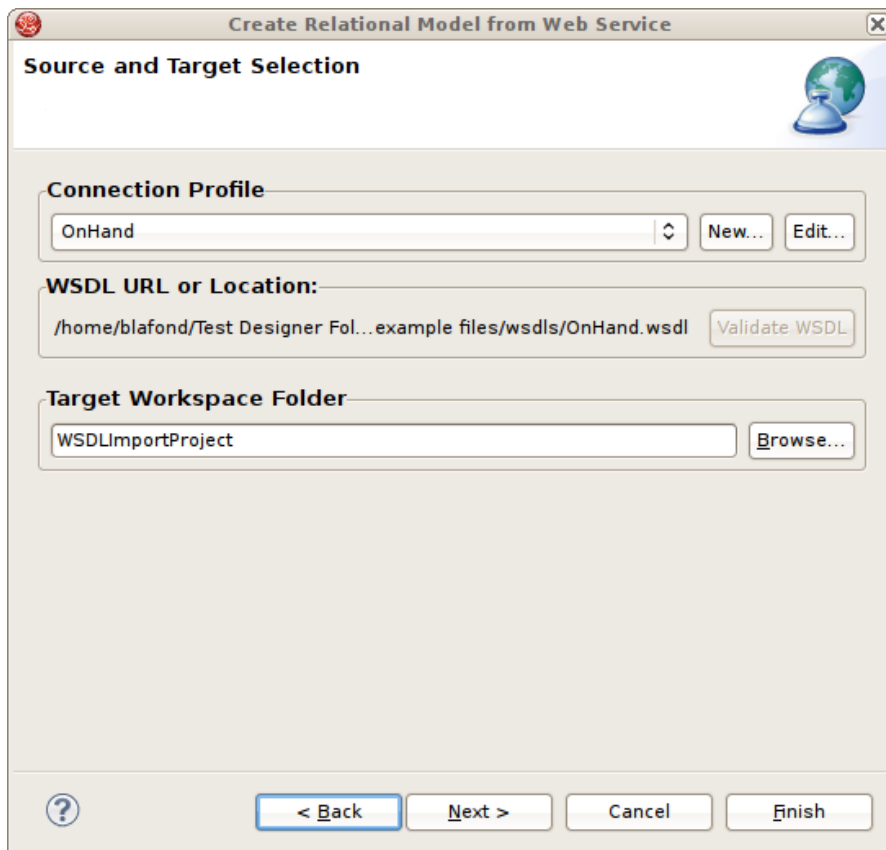 Create Relational Model from Web Service
Source and Target Selection
Connection Profile
OnHand New... Edit...
WSDL URL or Location:
/home/blafond/Test Designer Fol...example files/wsdls/OnHand.wsdl Validate WSDL
Target Workspace Folder
WSDLImportProject Browse...
? < Back Next > Cancel Finish